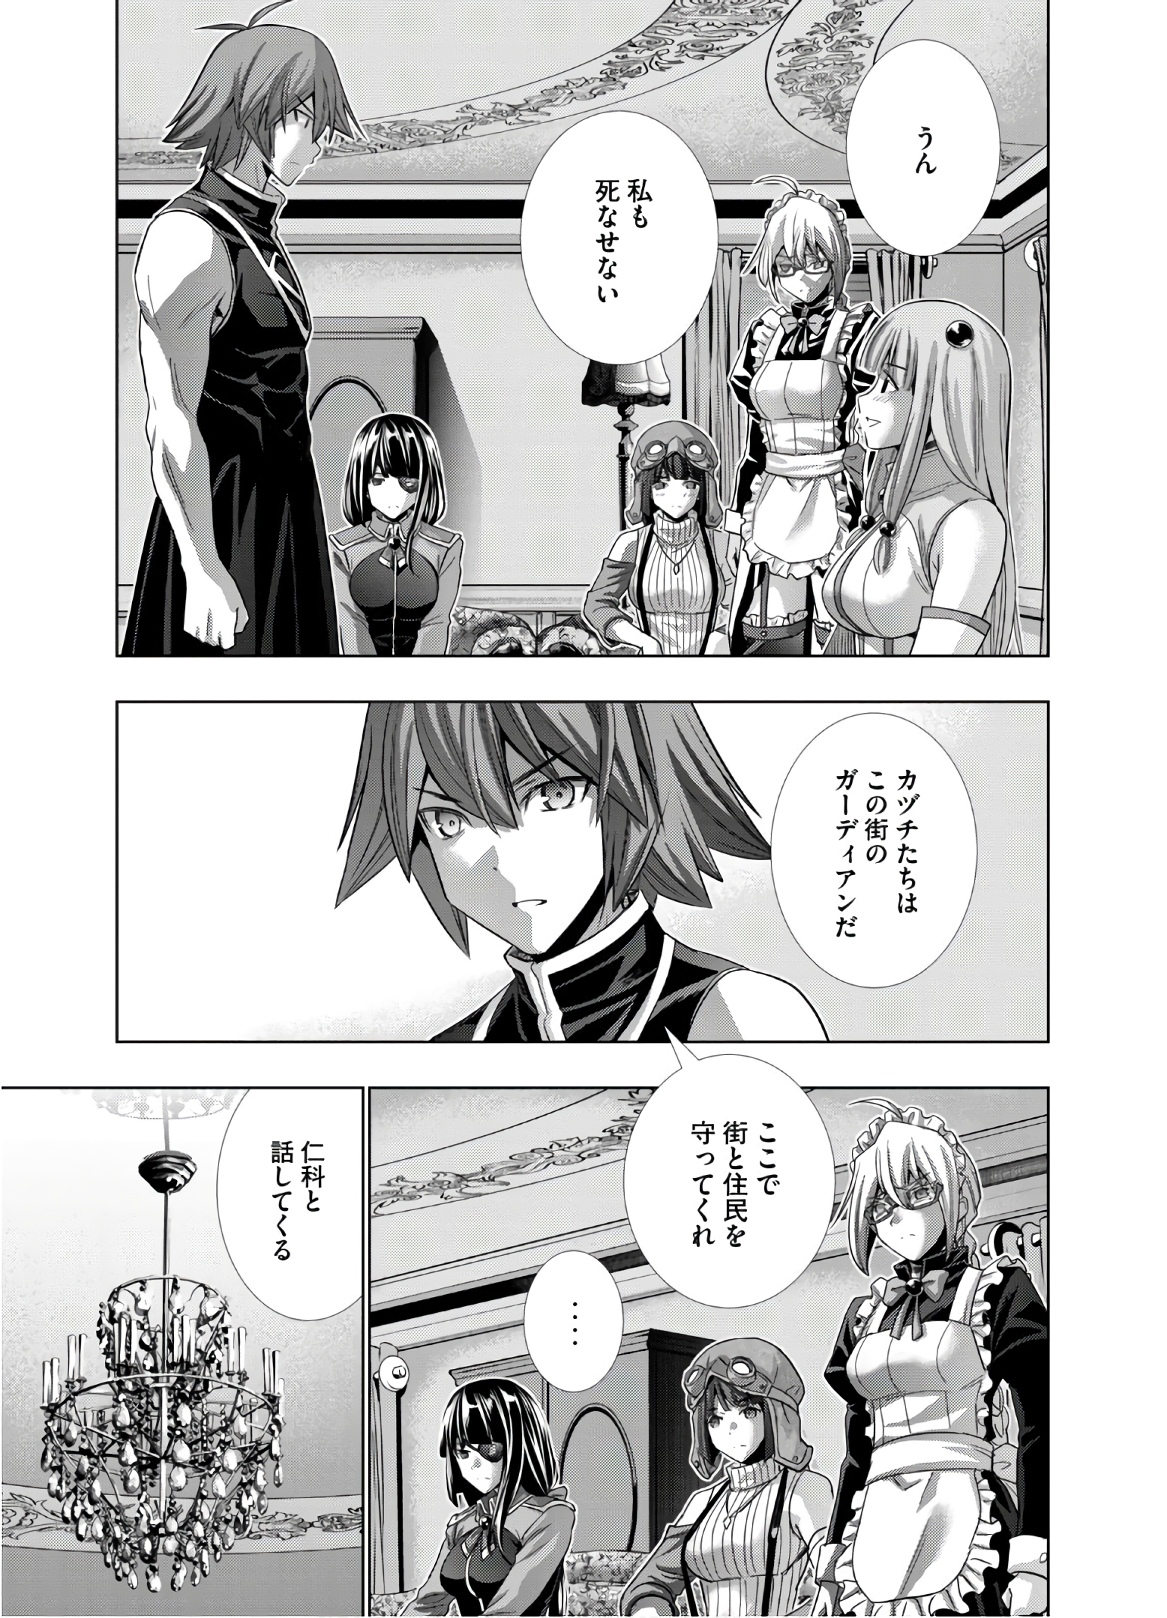 うん
私も
死なせない
カヅチたちは
この街の
ガーディアンだ
ここで
街と住民を
守ってくれ
‥‥
仁科と
話してくる